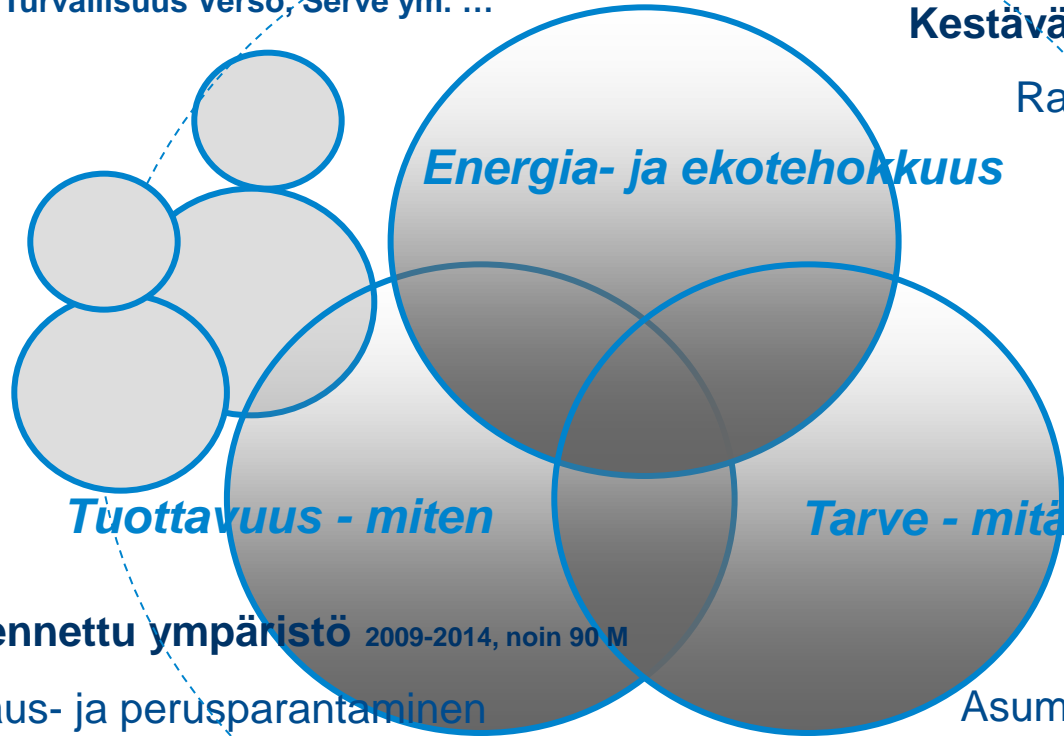 Turvallisuus Verso, Serve ym. …
Kestävä
Ra
Energia- ja ekotehokkuus
Tuottavuus - miten
Tarve - mitä
ennettu ympäristö 2009-2014, noin 90 M
aus- ja perusparantaminen
Asum